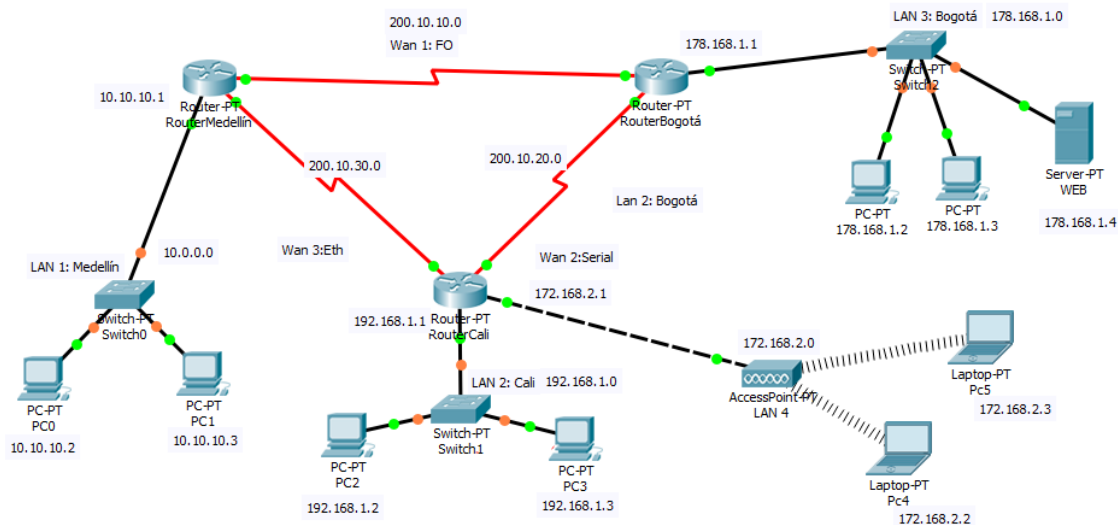 200.10.10.0
Wan 1: FO
LAN 3: Bogotá 178.168.1.0
178.168.1.1
Switch-PT
Switch2
10.10.10.1
Router-PT
RouterMedellín
Router-PT
RouterBogotá
200.10.30.0
200.10.20.0
Server-PT
WEB
178.168.1.4
PC-PT
178.168.1.2
PC-PT
178.168.1.3
Lan 2: Bogotá
10.0.0.0
LAN 1: Medellín
Wan 3:Eth
Wan 2:Serial
172.168.2.1
Switch-PT
Switch0
192.168.1.1
Router-PT
RouterCali
172.168.2.0
AccessPoint-PT
LAN 4
Laptop-PT
Pc5
172.168.2.3
LAN 2: Cali 192.168.1.0
PC-PT
PC0
10.10.10.2
PC-PT
PC1
10.10.10.3
Switch-PT
Switch1
PC-PT
PC2
192.168.1.2
PC-PT
PC3
192.168.1.3
Laptop-PT
Pc4
172.168.2.2